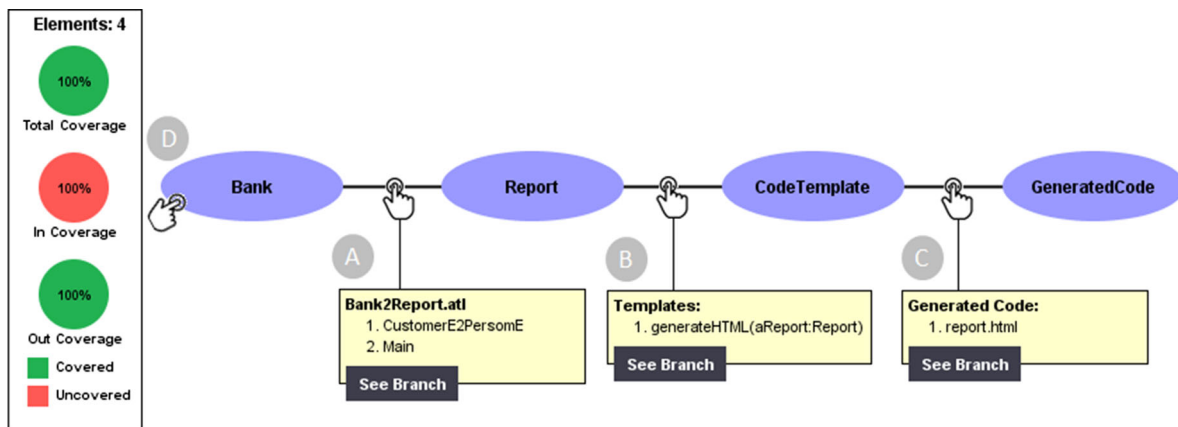 Elements: 4
100%
Total Coverage
100%
In Coverage
100%
Out Coverage
Covered
Uncovered
D
Bank
Report
CodeTemplate
GeneratedCode
A
Bank2Report.atl
1. CustomerE2PersomE
2. Main
See Branch
B
Templates:
1. generateHTML(aReport:Report)
See Branch
C
Generated Code:
1. report.html
See Branch